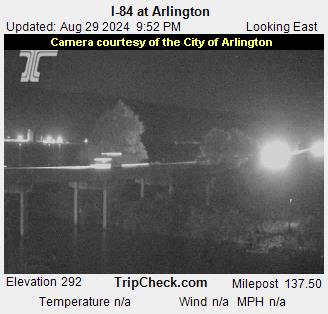 I-84 at Arlington
Updated: Aug 29 2024 9:52 PM Looking East
Camera courtesy of the City of Arlington
Elevation 292 TripCheck.com Milepost 137.50
Temperature n/a Wind n/a MPH n/a